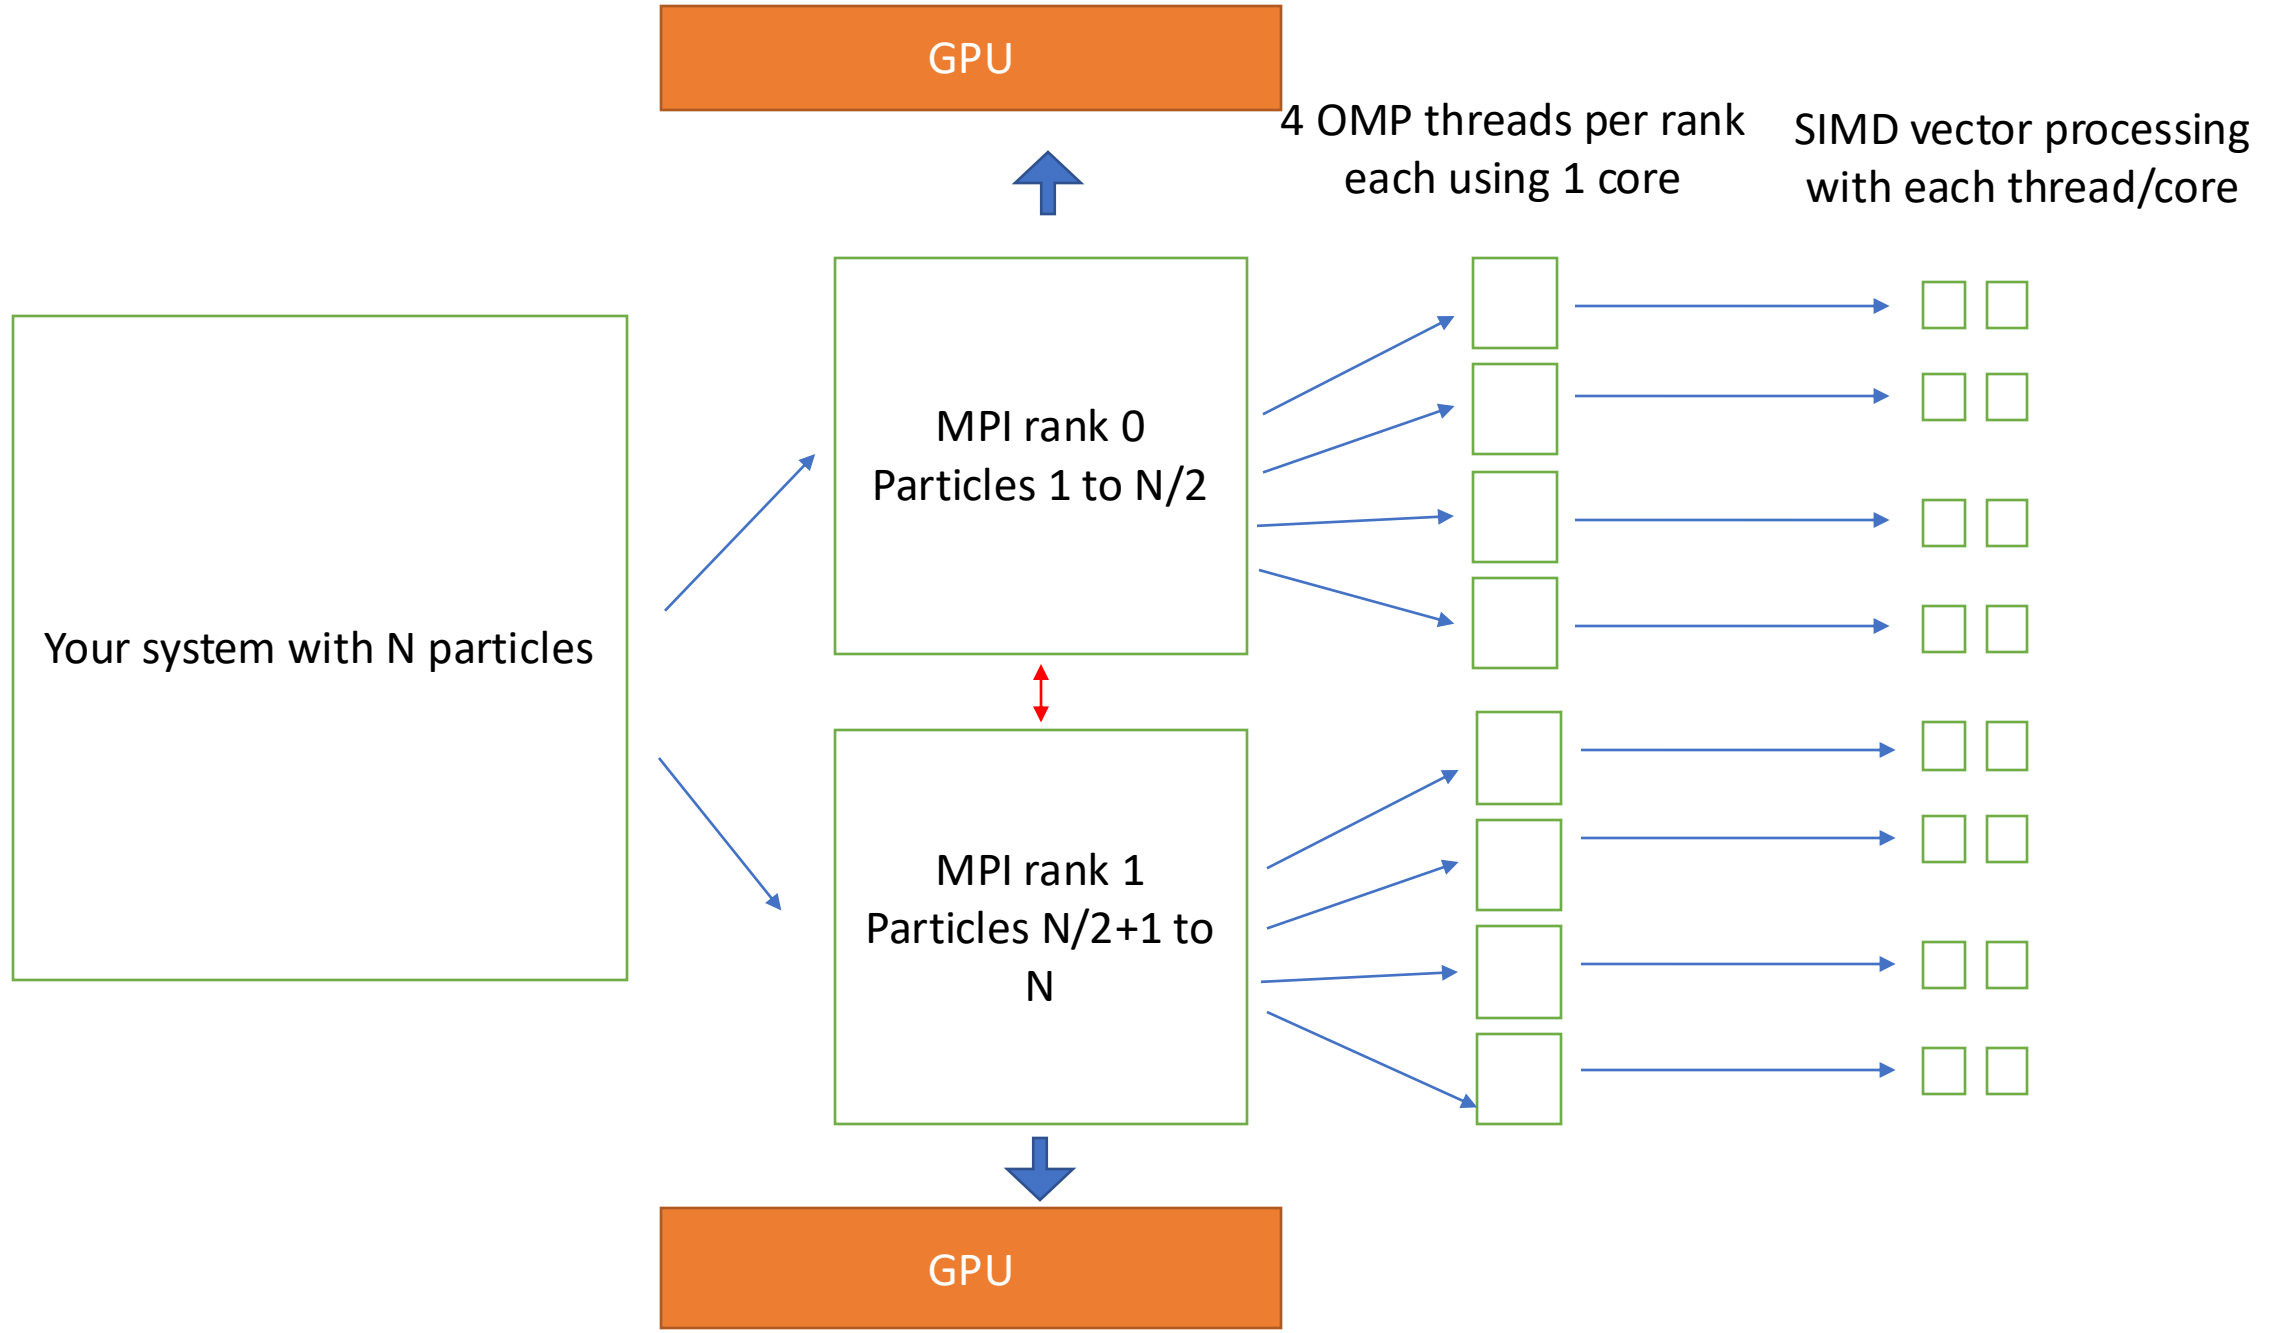 GPU
4 OMP threads per rank
each using 1 core
SIMD vector processing
with each thread/core
Your system with N particles
MPI rank 0
Particles 1 to N/2
MPI rank 1
Particles N/2+1 to
N
GPU